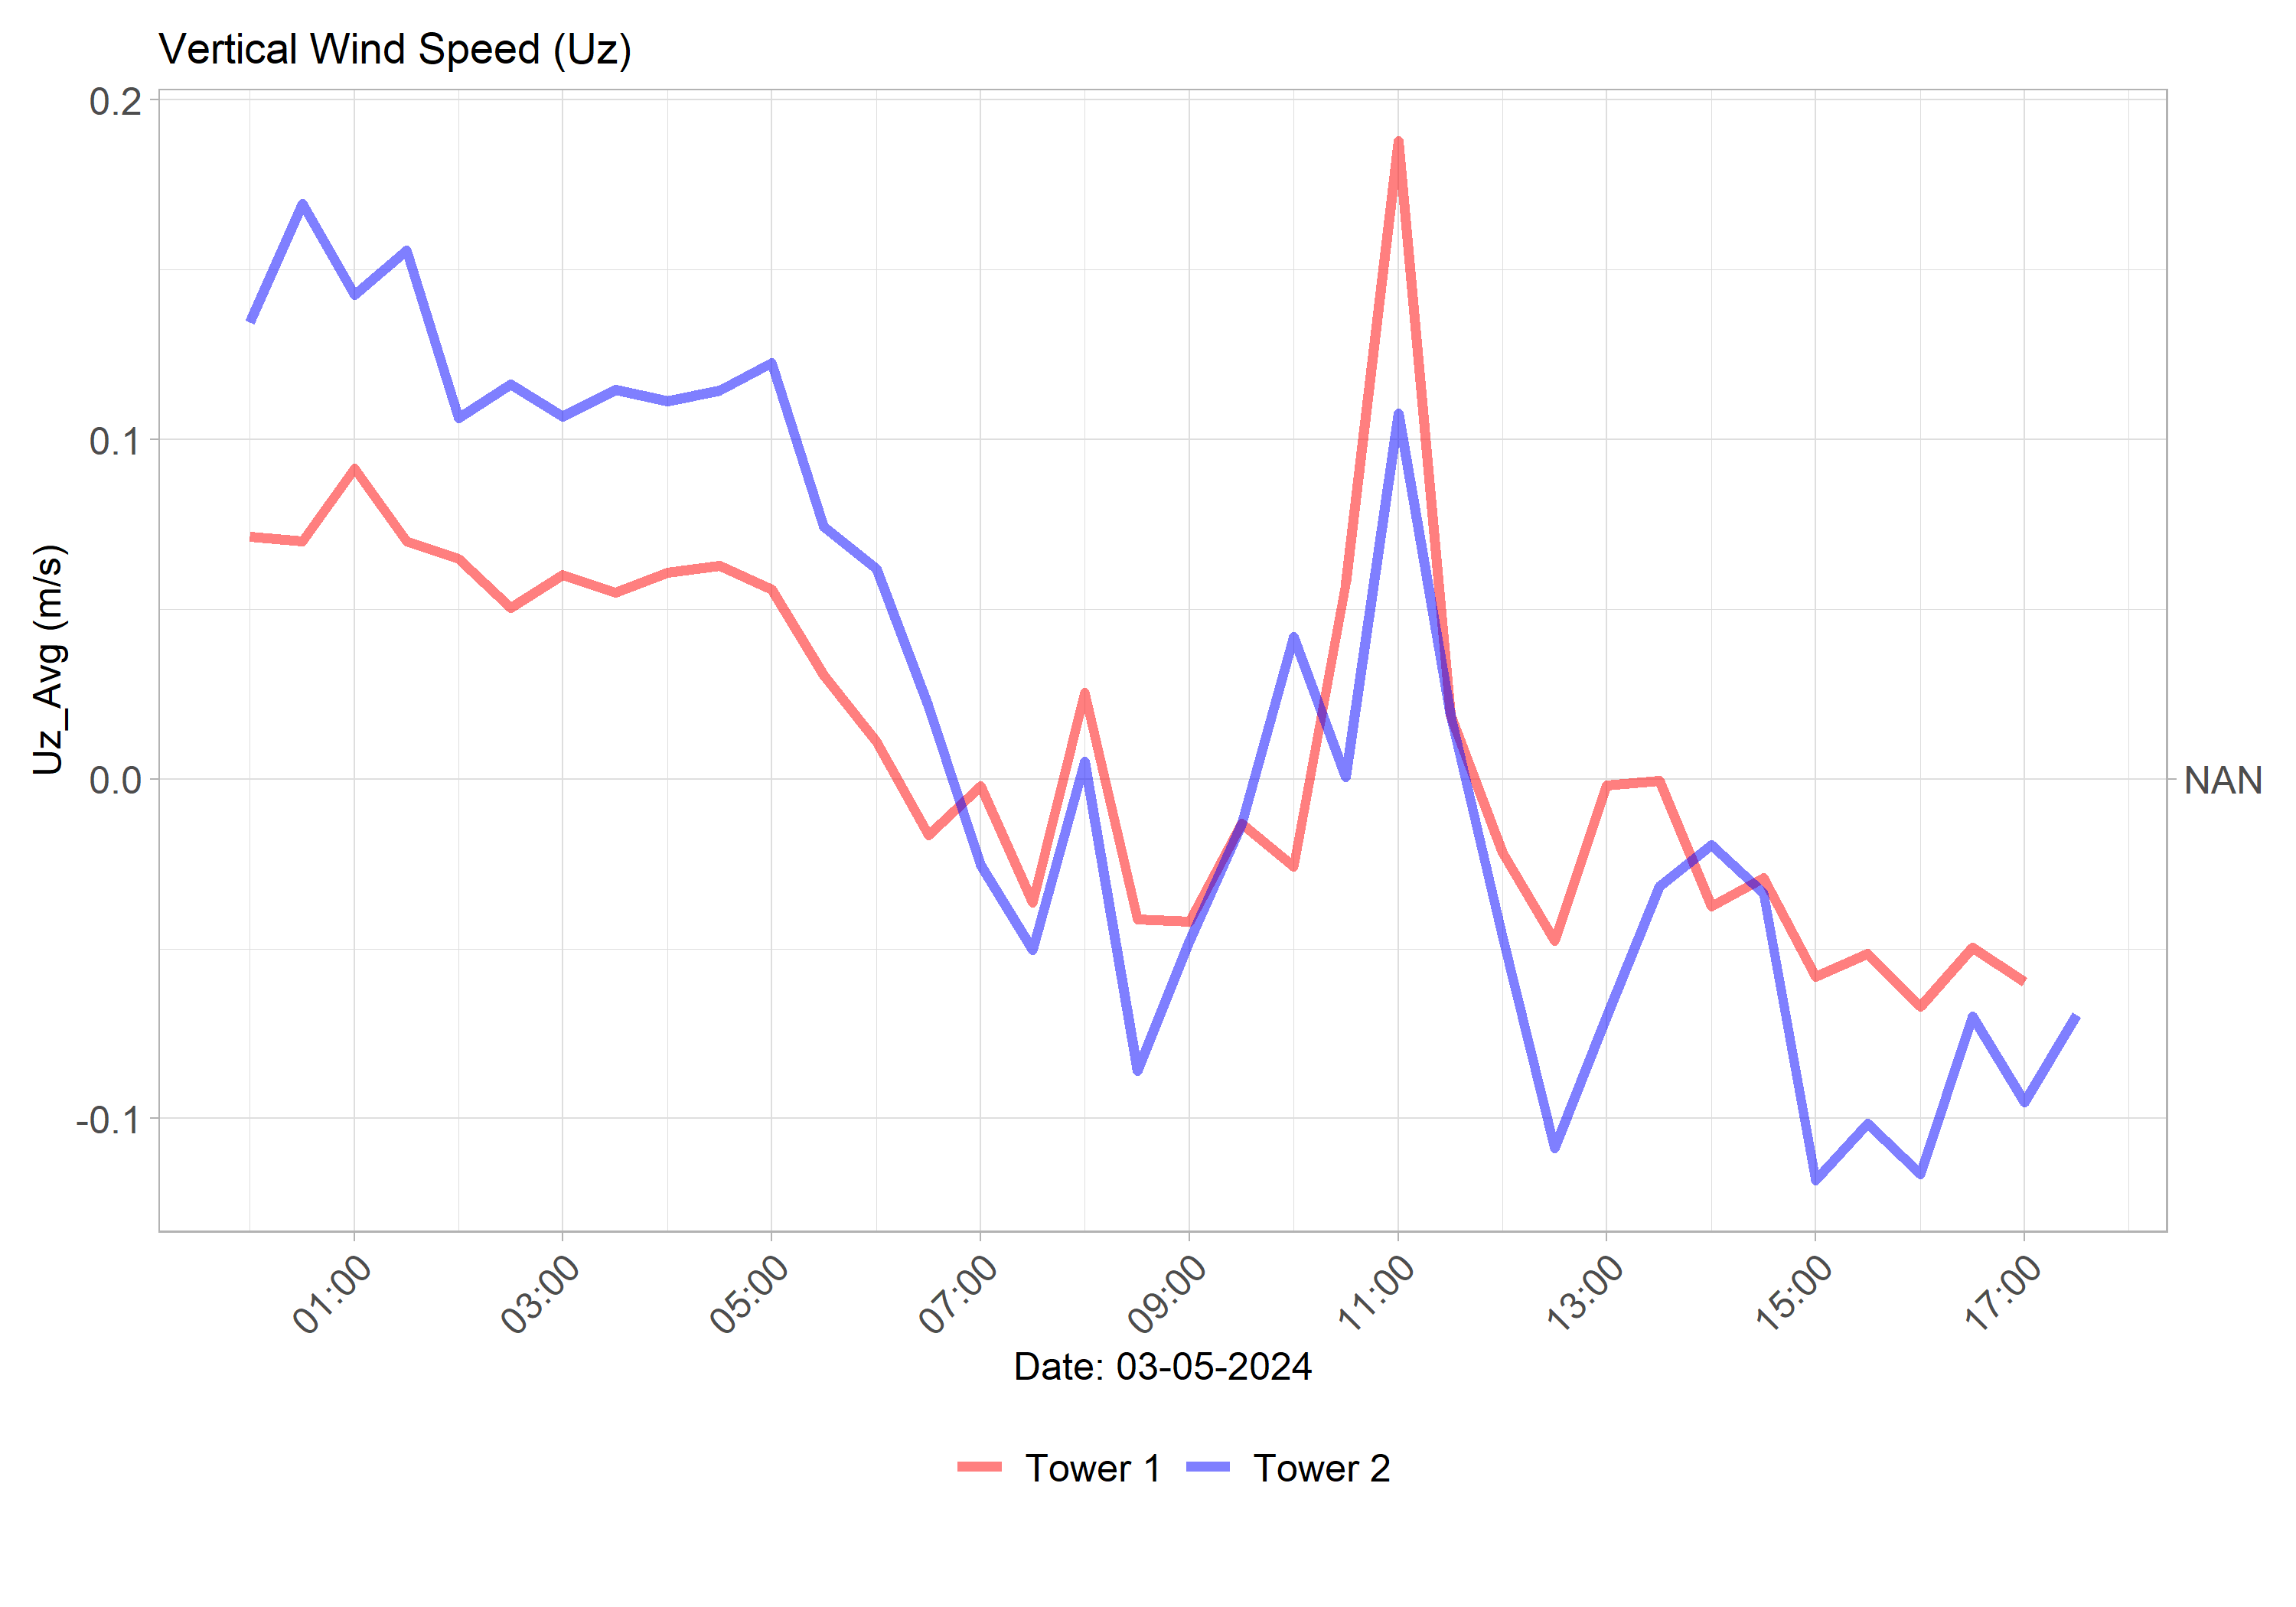 Vertical Wind Speed (Uz)
Uz_Avg (m/s)
0.2
0.1
0.0
-0.1
NAN
01:00
03:00
05:00
07:00
09:00
11:00
13:00
15:00
17:00
Date: 03-05-2024
Tower 1
Tower 2